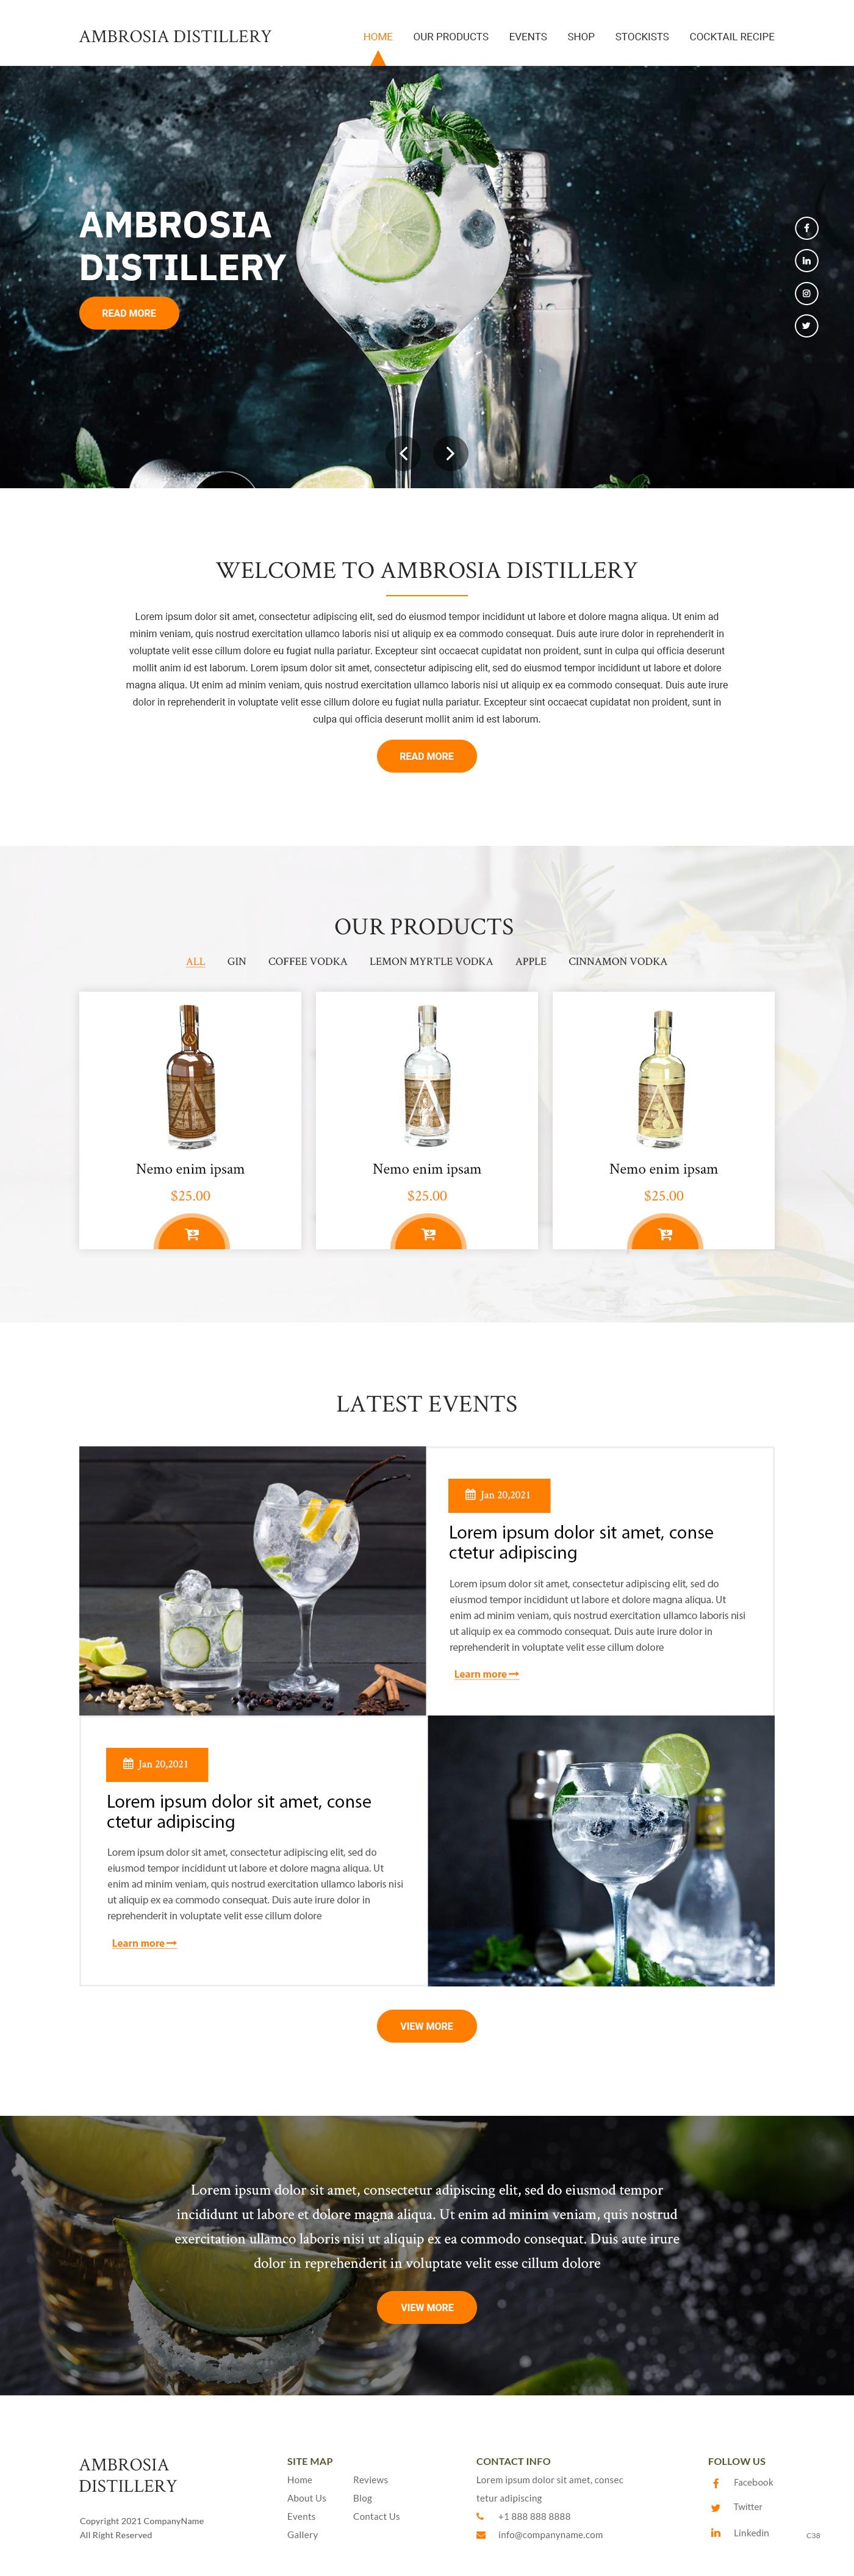 AMBROSIA DISTILLERY
HOME OUR PRODUCTS EVENTS SHOP STOCKISTS COCKTAIL RECIPE
AMBROSIA
DISTILLERY
READ MORE
WELCOME TO AMBROSIA DISTILLERY
Lorem ipsum dolor sit amet, consectetur adipiscing elit, sed do eiusmod tempor incididunt ut labore et dolore magna aliqua. Ut enim ad
minim veniam, quis nostrud exercitation ullamco laboris nisi ut aliquip ex ea commodo consequat. Duis aute irure dolor in reprehenderit in
voluptate velit esse cillum dolore eu fugiat nulla pariatur. Excepteur sint occaecat cupidatat non proident, sunt in culpa qui officia deserunt
mollit anim id est laborum. Lorem ipsum dolor sit amet, consectetur adipiscing elit, sed do eiusmod tempor incididunt ut labore et dolore
magna aliqua. Ut enim ad minim veniam, quis nostrud exercitation ullamco laboris nisi ut aliquip ex ea commodo consequat. Duis aute irure
dolor in reprehenderit in voluptate velit esse cillum dolore eu fugiat nulla pariatur. Excepteur sint occaecat cupidatat non proident, sunt in
culpa qui officia deserunt mollit anim id est laborum.
READ MORE
OUR PRODUCTS
ALL GIN COFFEE VODKA LEMON MYRTLE VODKA APPLE CINNAMON VODKA
Nemo enim ipsam
$25.00
Nemo enim ipsam
$25.00
Nemo enim ipsam
$25.00
LATEST EVENTS
Jan 20,2021
Lorem ipsum dolor sit amet, conse
ctetur adipiscing
Lorem ipsum dolor sit amet, consectetur adipiscing elit, sed do
eiusmod tempor incididunt ut labore et dolore magna aliqua. Ut
enim ad minim veniam, quis nostrud exercitation ullamco laboris nisi
ut aliquip ex ea commodo consequat. Duis aute irure dolor in
reprehenderit in voluptate velit esse cillum dolore
Learn more
Jan 20,2021
Lorem ipsum dolor sit amet, conse
ctetur adipiscing
Lorem ipsum dolor sit amet, consectetur adipiscing elit, sed do
eiusmod tempor incididunt ut labore et dolore magna aliqua. Ut
enim ad minim veniam, quis nostrud exercitation ullamco laboris nisi
ut aliquip ex ea commodo consequat. Duis aute irure dolor in
reprehenderit in voluptate velit esse cillum dolore
Learn more
VIEW MORE
Lorem ipsum dolor sit amet, consectetur adipiscing elit, sed do eiusmod tempor
incididunt ut labore et dolore magna aliqua. Ut enim ad minim veniam, quis nostrud
exercitation ullamco laboris nisi ut aliquip ex ea commodo consequat. Duis aute irure
dolor in reprehenderit in voluptate velit esse cillum dolore
VIEW MORE
AMBROSIA
DISTILLERY
Copyright 2021 CompanyName
All Right Reserved
SITE MAP
Home
About Us
Events
Gallery
Reviews
Blog
Contact Us
CONTACT INFO
Lorem ipsum dolor sit amet, consec
tetur adipiscing
+1 888 888 8888
info@companyname.com
FOLLOW US
Facebook
Twitter
Linkedin
C38